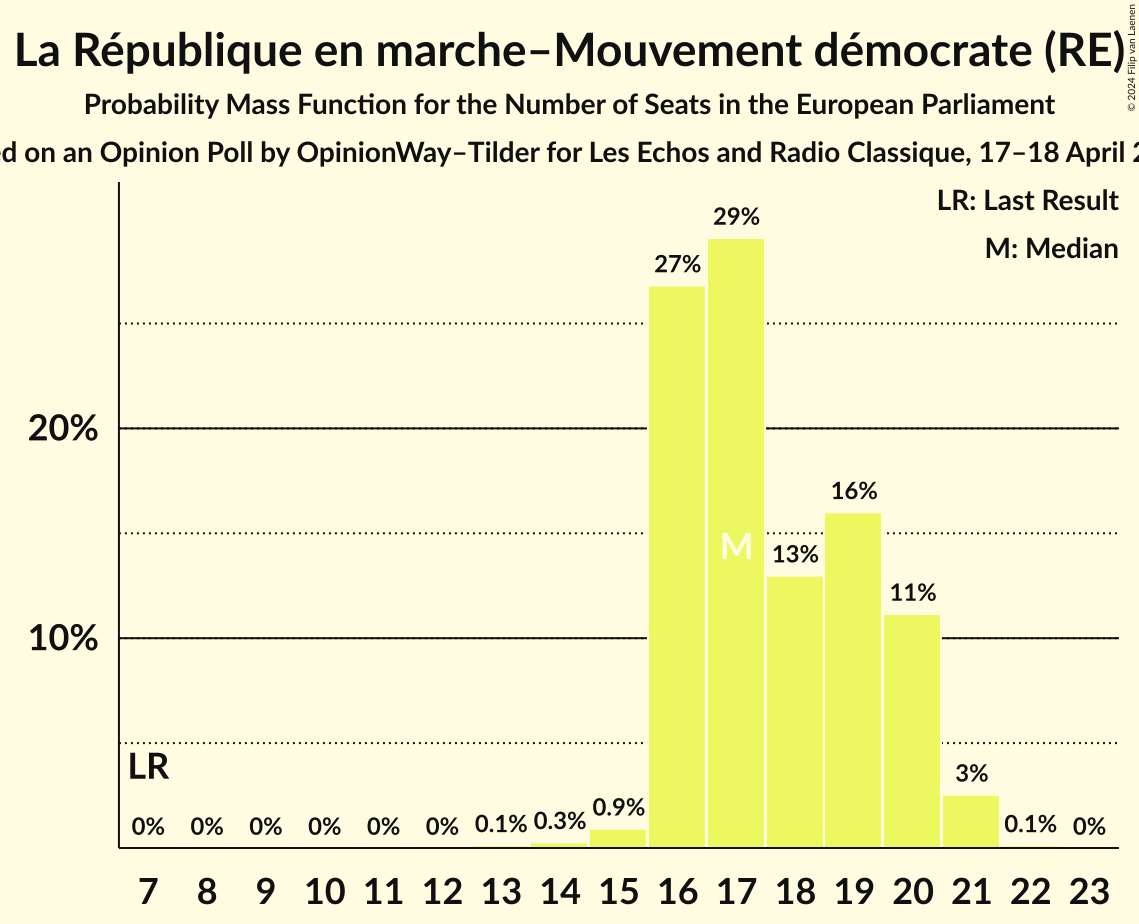 La République en marche–Mouvement démocrate (RE)
© 2024 Filip van Laenen
Probability Mass Function for the Number of Seats in the European Parliament
on an Opinion Poll by OpinionWay–Tilder for Les Echos and Radio Classique, 17–18 April
LR: Last Result
M: Median
29%
27%
20%
16%
M
13%
11%
10%
LR
3%
0% 0% 0% 0% 0% 0% 0.1% 0.3% 0.9% 0.1% 0%
7 8 9 10 11 12 13 14 15 16 17 18 19 20 21 22 23